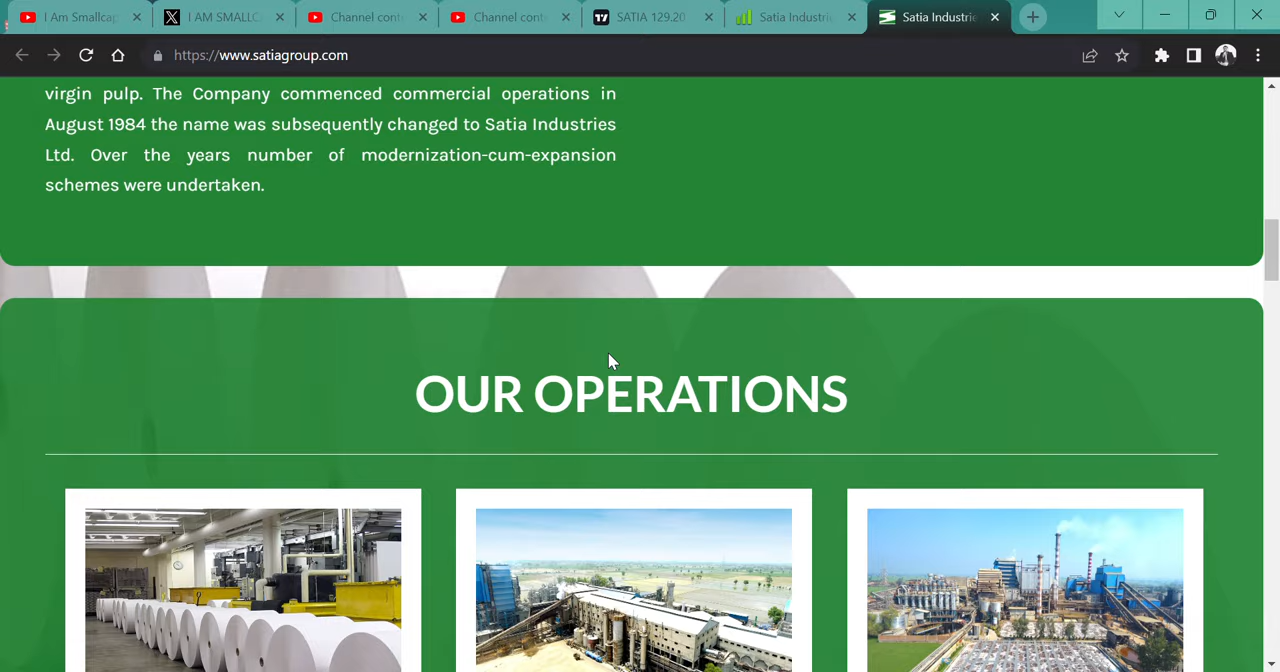 I Am Smallcap
I AM SMALLC
Channel cont
Channel cont
SATIA 129.20
Satia Industri
Satia Industri
https://www.satiagroup.com
virgin pulp. The Company commenced commercial operations in
August 1984 the name was subsequently changed to Satia Industries
Ltd. Over the years number of modernization-cum-expansion
schemes were undertaken.
OUR OPERATIONS